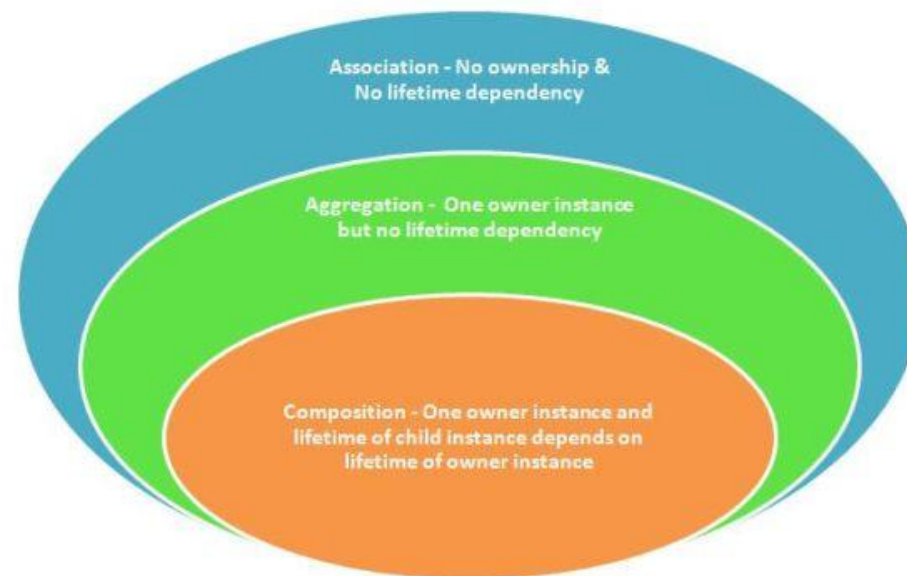 Association - No ownership &
No lifetime dependency
Aggregation - One owner instance
but no lifetime dependency
Composition - One owner instance and
lifetime of child instance depends on
lifetime of owner instance